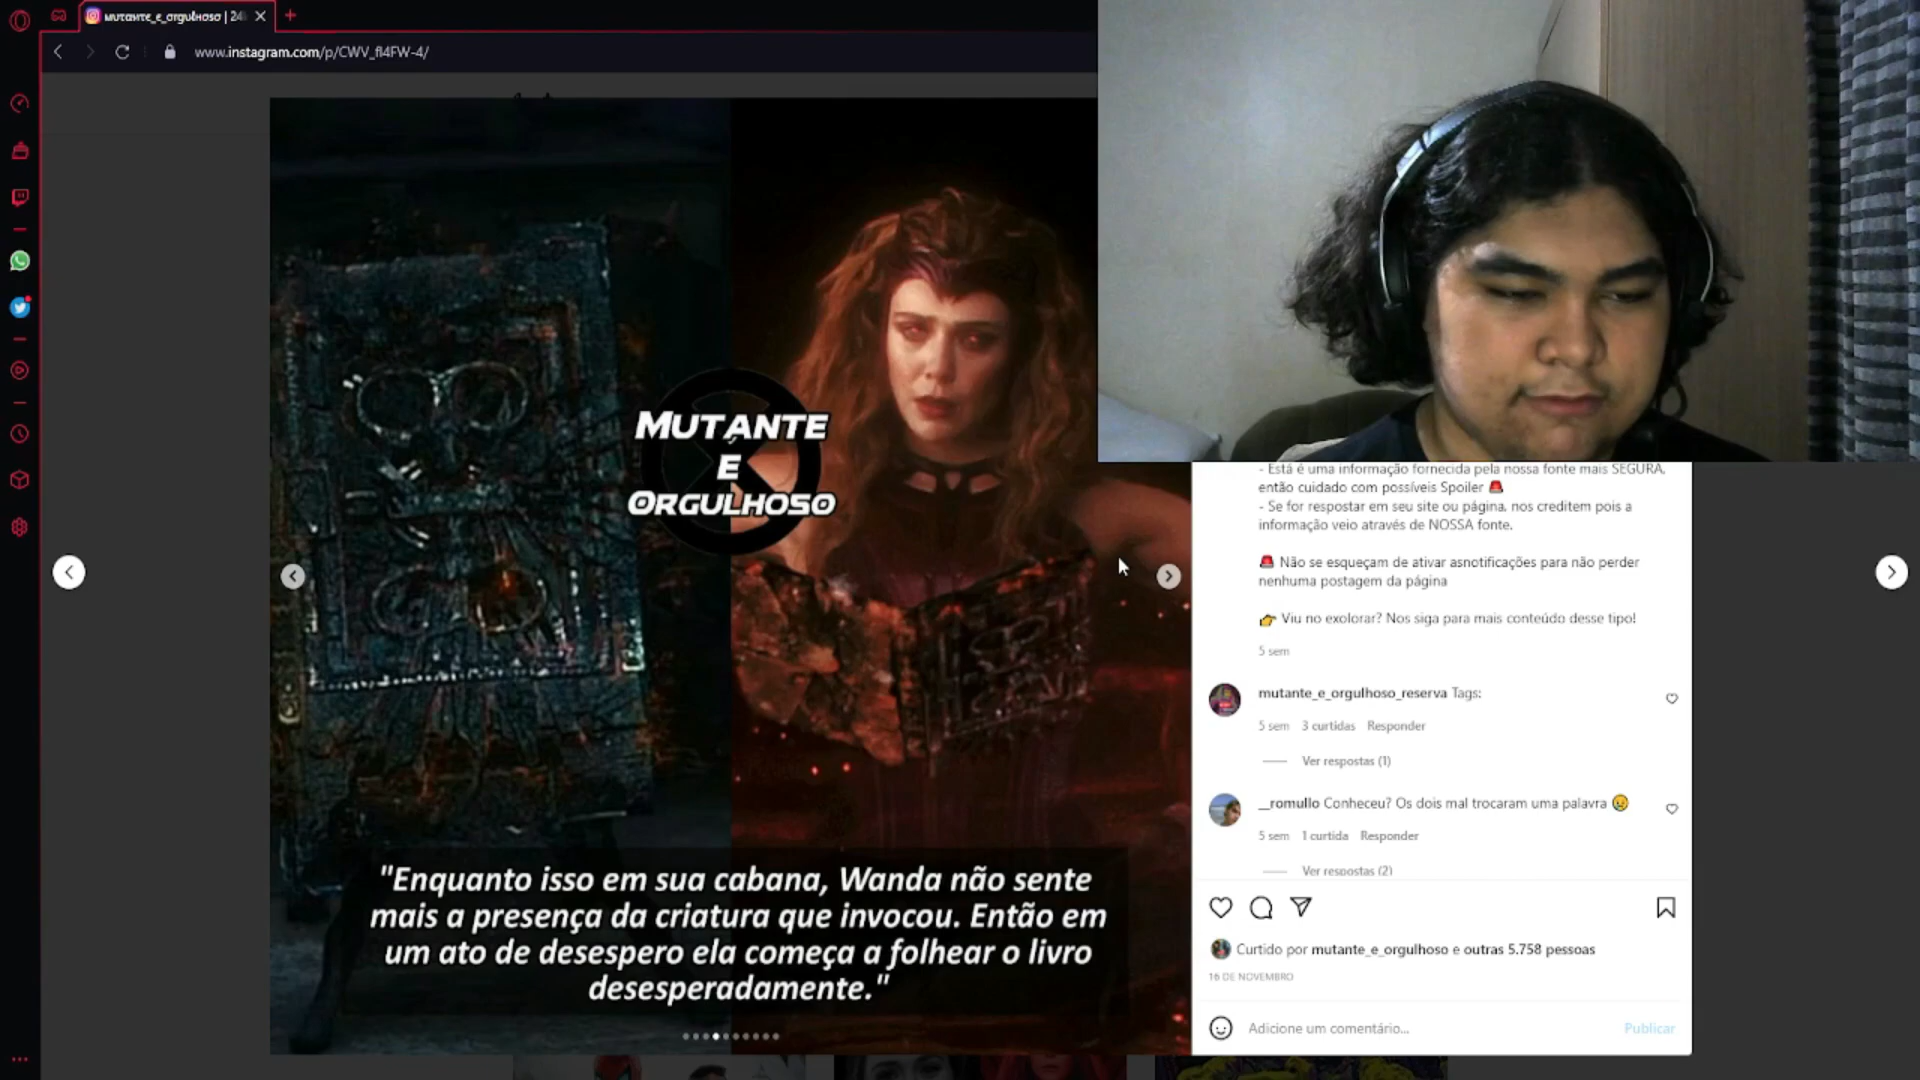 mutante_e_orgulhoso | 24
www.instagram.com/p/CWV_fl4FW-4/
MUTANTE
É
ORGULHOSO
"Enquanto isso em sua cabana, Wanda não sente
mais a presença da criatura que invocou. Então em
um ato de desespero ela começa a folhear o livro
desesperadamente."
- Está é uma informação fornecida pela nossa fonte mais SEGURA,
então cuidado com possíveis Spoiler 🚨
- Se for respostar em seu site ou página, nos creditem pois a
informação veio através de NOSSA fonte.
🚨 Não se esqueçam de ativar asnotificações para não perder
nenhuma postagem da página
👉 Viu no exolorar? Nos siga para mais conteúdo desse tipo!
5 sem
mutante_e_orgulhoso_reserva Tags:
5 sem 3 curtidas Responder
Ver respostas (1)
__romullo Conheceu? Os dois mal trocaram uma palavra 😢
5 sem 1 curtida Responder
Ver respostas (2)
Curtido por mutante_e_orgulhoso e outras 5.758 pessoas
16 DE NOVEMBRO
Adicione um comentário...
Publicar